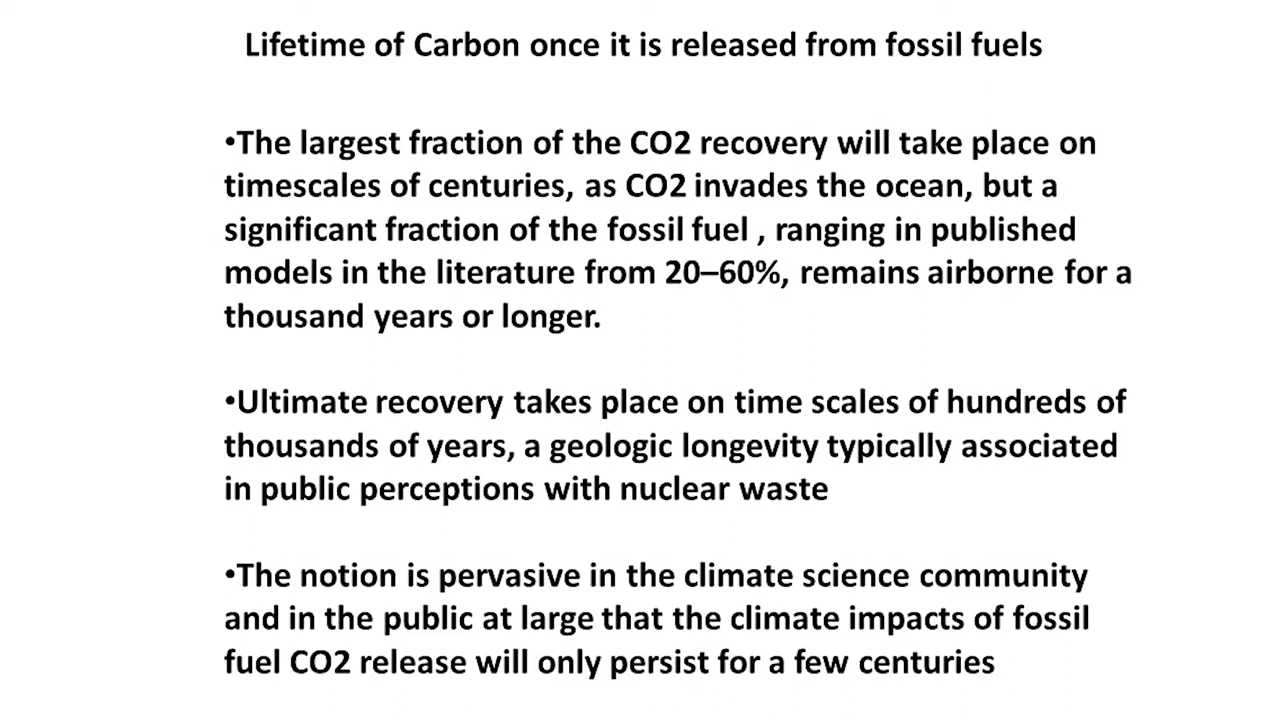 Lifetime of Carbon once it is released from fossil fuels
•The largest fraction of the CO2 recovery will take place on
timescales of centuries, as CO2 invades the ocean, but a
significant fraction of the fossil fuel , ranging in published
models in the literature from 20–60%, remains airborne for a
thousand years or longer.
•Ultimate recovery takes place on time scales of hundreds of
thousands of years, a geologic longevity typically associated
in public perceptions with nuclear waste
•The notion is pervasive in the climate science community
and in the public at large that the climate impacts of fossil
fuel CO2 release will only persist for a few centuries